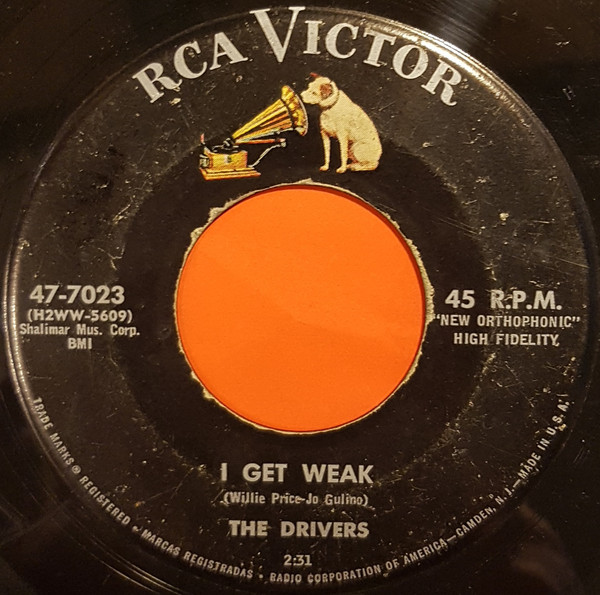 RCA VICTOR
47-7023
(H2WW-5609)
Shalimar Mus. Corp.
BMI
45 R.P.M.
"NEW ORTHOPHONIC"
HIGH FIDELITY
I GET WEAK
(Willie Price-Jo Gulino)
THE DRIVERS
2:31
TRADE MARKS ® REGISTERED • MARCAS REGISTRADAS • RADIO CORPORATION OF AMERICA—CAMDEN, N. J.—MADE IN U.S.A.